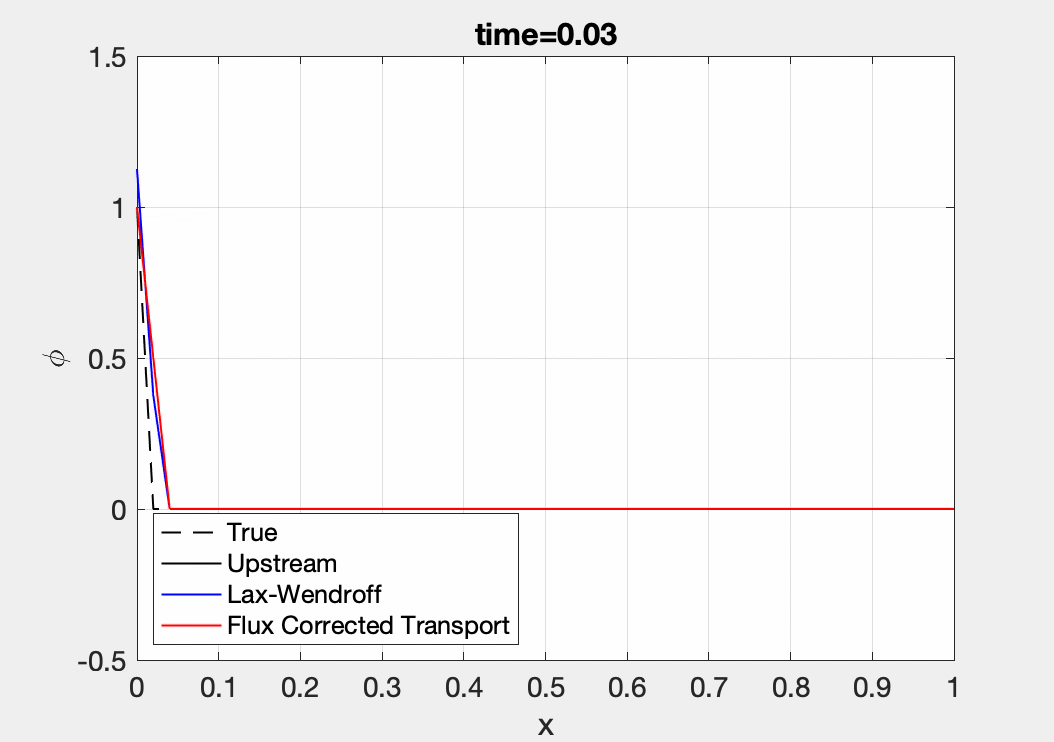 time=0.03
1.5
1
0.5
0
-0.5
ϕ
True
Upstream
Lax-Wendroff
Flux Corrected Transport
0 0.1 0.2 0.3 0.4 0.5 0.6 0.7 0.8 0.9 1
x